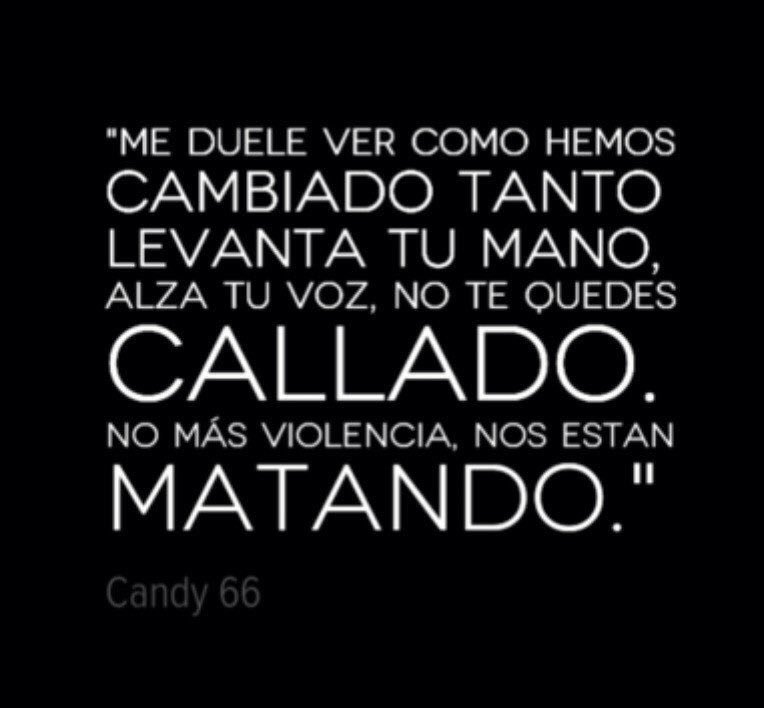 "ME DUELE VER COMO HEMOS
CAMBIADO TANTO
LEVANTA TU MANO,
ALZA TU VOZ, NO TE QUEDES
CALLADO.
NO MÁS VIOLENCIA, NOS ESTAN
MATANDO."
Candy 66